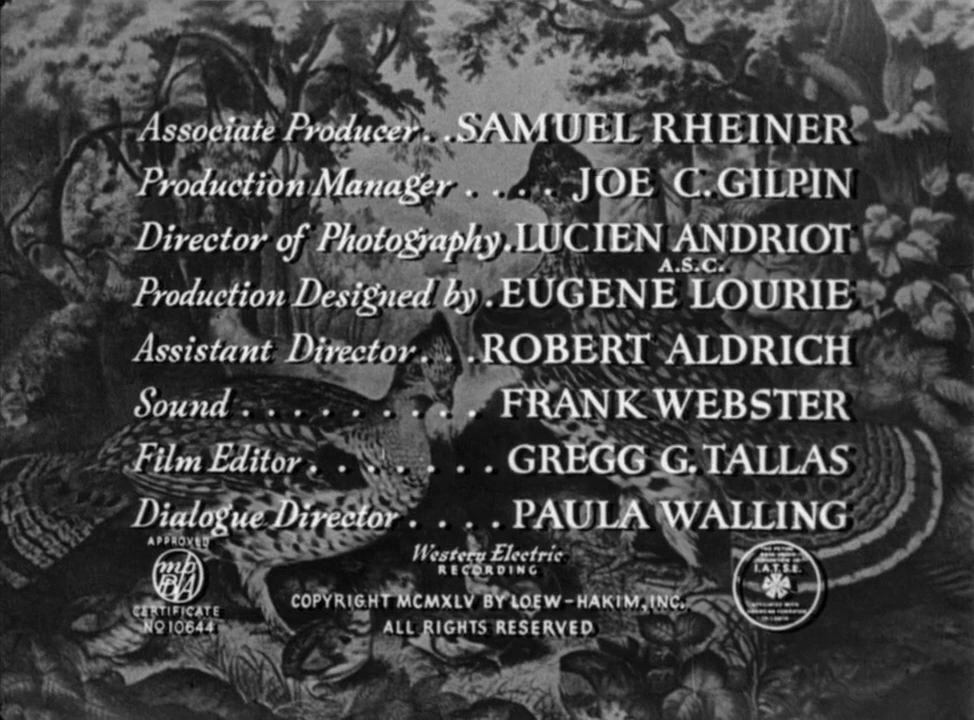 Associate Producer..SAMUEL RHEINER
Production Manager .... JOE C. GILPIN
Director of Photography.LUCIEN ANDRIOT
A.S.C.
Production Designed by .EUGENE LOURIE
Assistant Director...ROBERT ALDRICH
Sound .......... FRANK WEBSTER
Film Editor....... GREGG G. TALLAS
Dialogue Director .... PAULA WALLING
APPROVED
CERTIFICATE
No 10644
Western Electric
RECORDING
COPYRIGHT MCMXLV BY LOEW-HAKIM, INC.
ALL RIGHTS RESERVED
I.A.T.S.E.